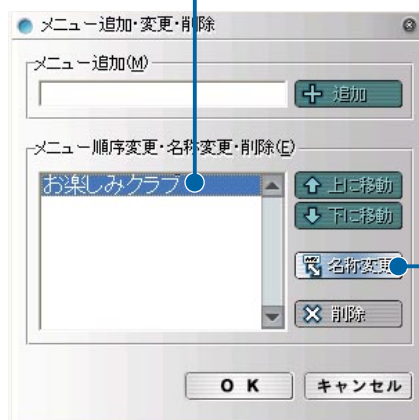 メニュー追加・変更・削除
メニュー追加(M)
追加
メニュー順序変更・名称変更・削除(E)
お楽しみクラブ
上に移動
下に移動
名称変更
削除
OK
キャンセル